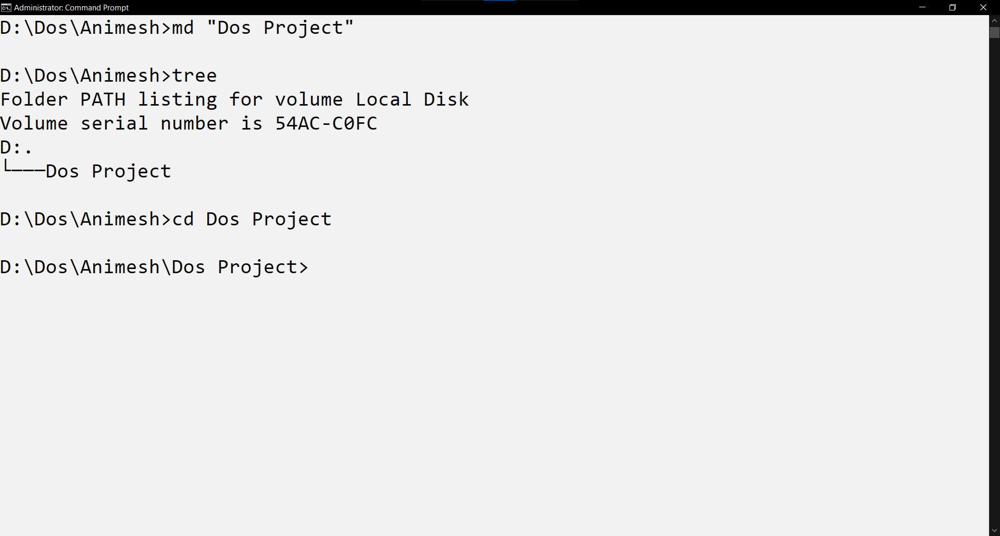 Administrator: Command Prompt
D:\Dos\Animesh>md "Dos Project"
D:\Dos\Animesh>tree
Folder PATH listing for volume Local Disk
Volume serial number is 54AC-C0FC
D:.
└───Dos Project
D:\Dos\Animesh>cd Dos Project
D:\Dos\Animesh\Dos Project>